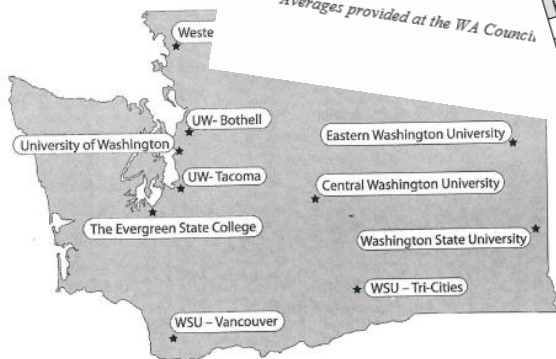 Averages provided at the WA Council
Weste
UW- Bothell
University of Washington
Eastern Washington University
UW- Tacoma
Central Washington University
The Evergreen State College
Washington State University
WSU – Tri-Cities
WSU – Vancouver